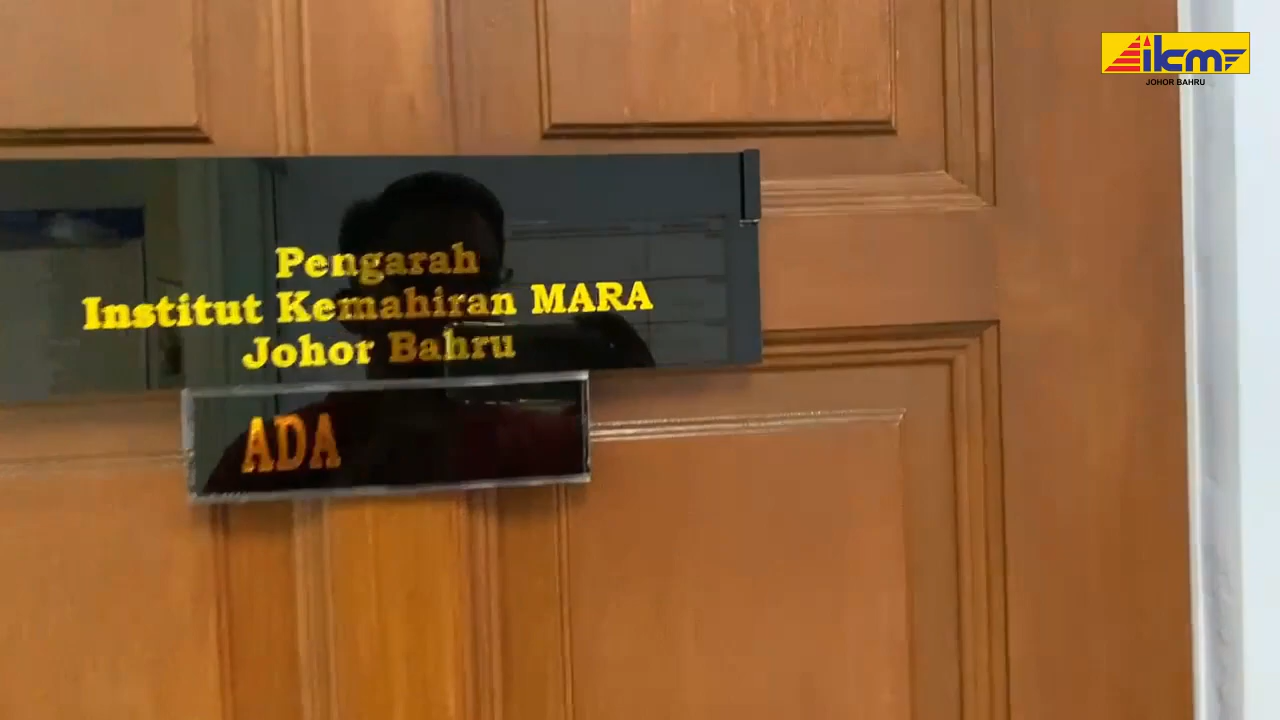 ikm
JOHOR BAHRU
Pengarah
Institut Kemahiran MARA
Johor Bahru
ADA